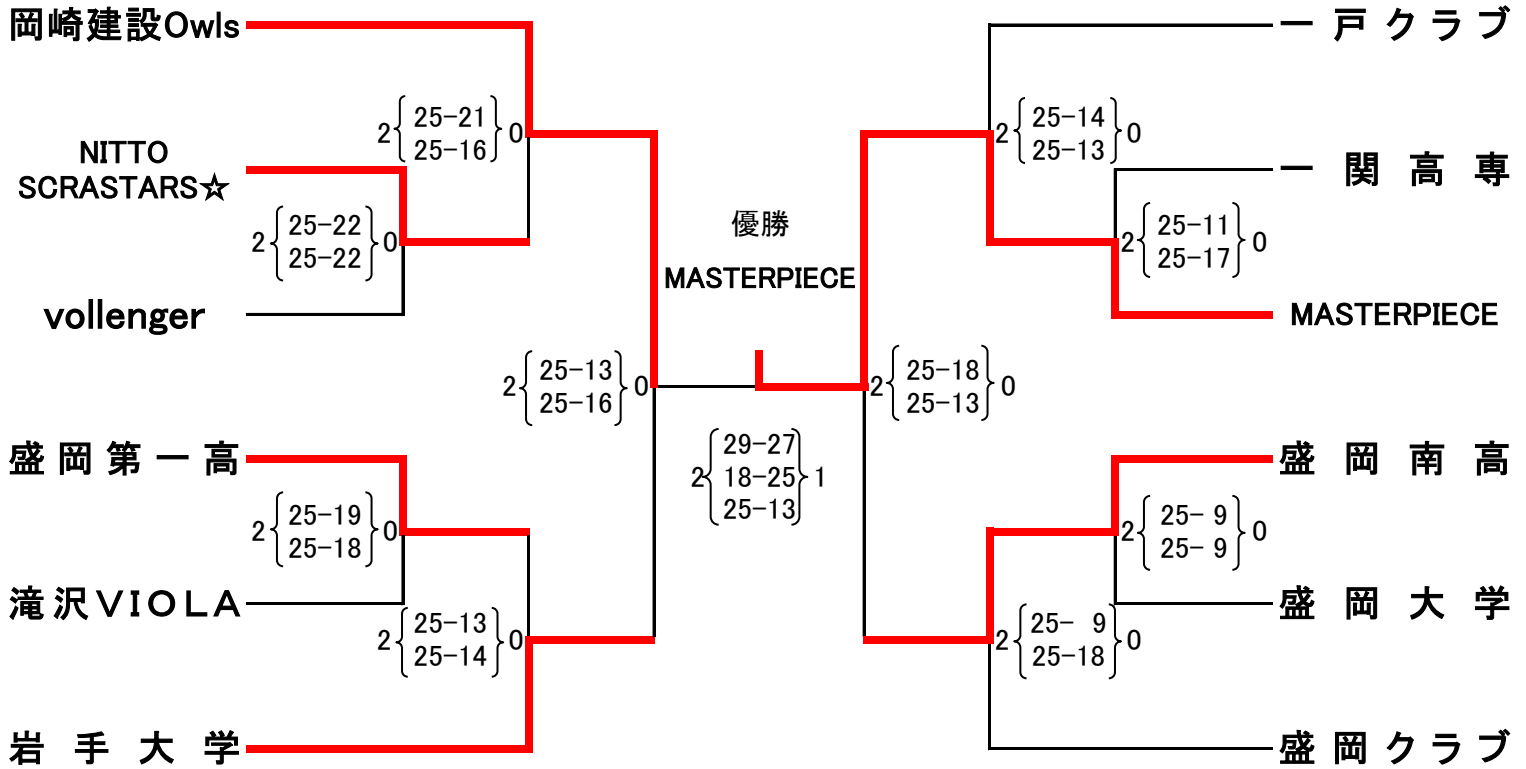 岡崎建設Owls
2 25-21 0
25-16
NITTO
SCRASTARS☆
2 25-22 0
25-22
vollenger
2 25-13 0
25-16
盛岡第一高
2 25-19 0
25-18
滝沢VIOLA
2 25-13 0
25-14
岩手大学
優勝
MASTERPIECE
2 29-27 1
18-25
25-13
一戸クラブ
2 25-14 0
25-13
一関高専
2 25-11 0
25-17
MASTERPIECE
2 25-18 0
25-13
盛岡南高
2 25- 9 0
25- 9
盛岡大学
2 25- 9 0
25-18
盛岡クラブ